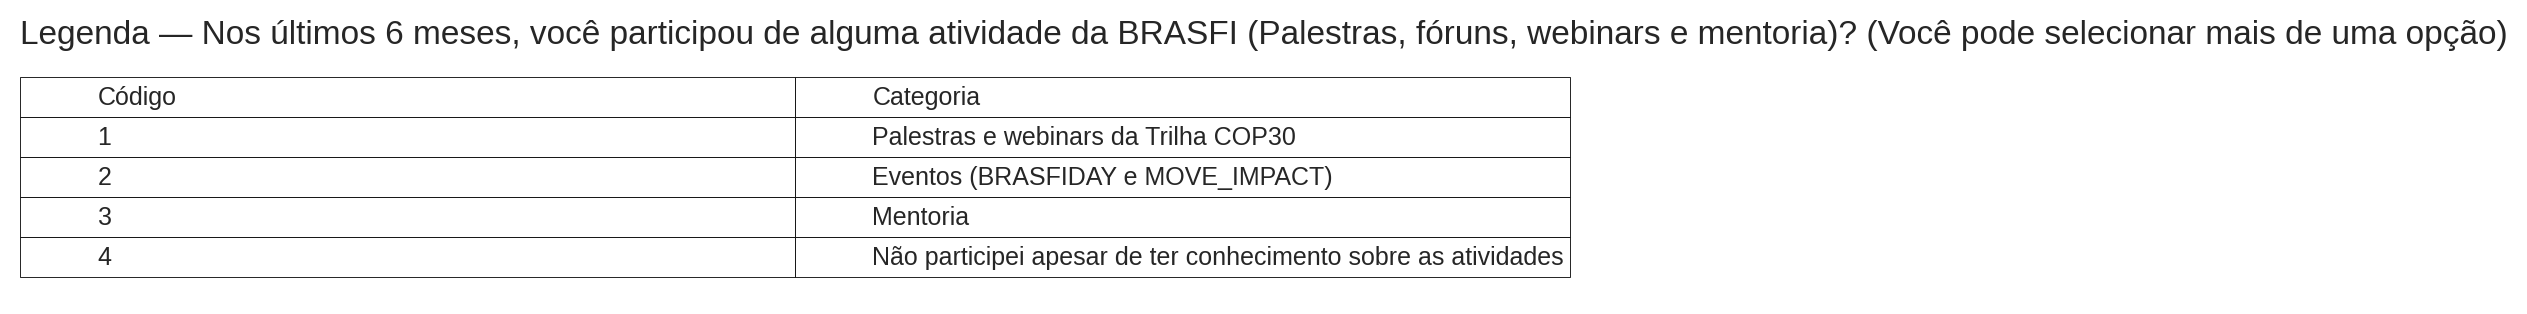 Legenda — Nos últimos 6 meses, você participou de alguma atividade da BRASFI (Palestras, fóruns, webinars e mentoria)? (Você pode selecionar mais de uma opção)
Código Categoria
1 Palestras e webinars da Trilha COP30
2 Eventos (BRASFIDAY e MOVE_IMPACT)
3 Mentoria
4 Não participei apesar de ter conhecimento sobre as atividades